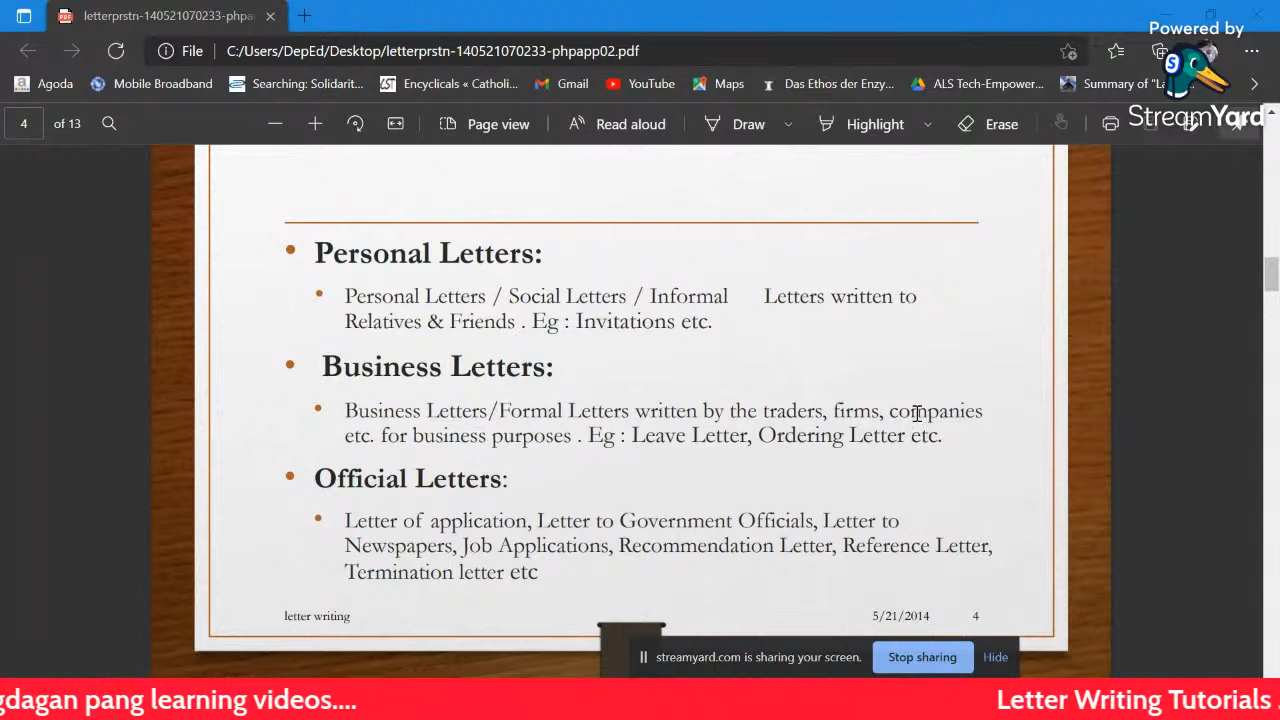 letterprstn-140521070233-phpa
Powered by
File C:/Users/DepEd/Desktop/letterprstn-140521070233-phpapp02.pdf
Agoda Mobile Broadband Searching: Solidarit... Encyclicals « Catholi... Gmail YouTube Maps Das Ethos der Enzy... ALS Tech-Empower...
StreamYard
4 of 13 Page view Read aloud Draw Highlight Erase
• Personal Letters:
• Personal Letters / Social Letters / Informal Letters written to
Relatives & Friends . Eg : Invitations etc.
• Business Letters:
• Business Letters/Formal Letters written by the traders, firms, companies
etc. for business purposes . Eg : Leave Letter, Ordering Letter etc.
• Official Letters:
• Letter of application, Letter to Government Officials, Letter to
Newspapers, Job Applications, Recommendation Letter, Reference Letter,
Termination letter etc
letter writing 5/21/2014 4
streamyard.com is sharing your screen. Stop sharing Hide
gdagan pang learning videos.... Letter Writing Tutorials